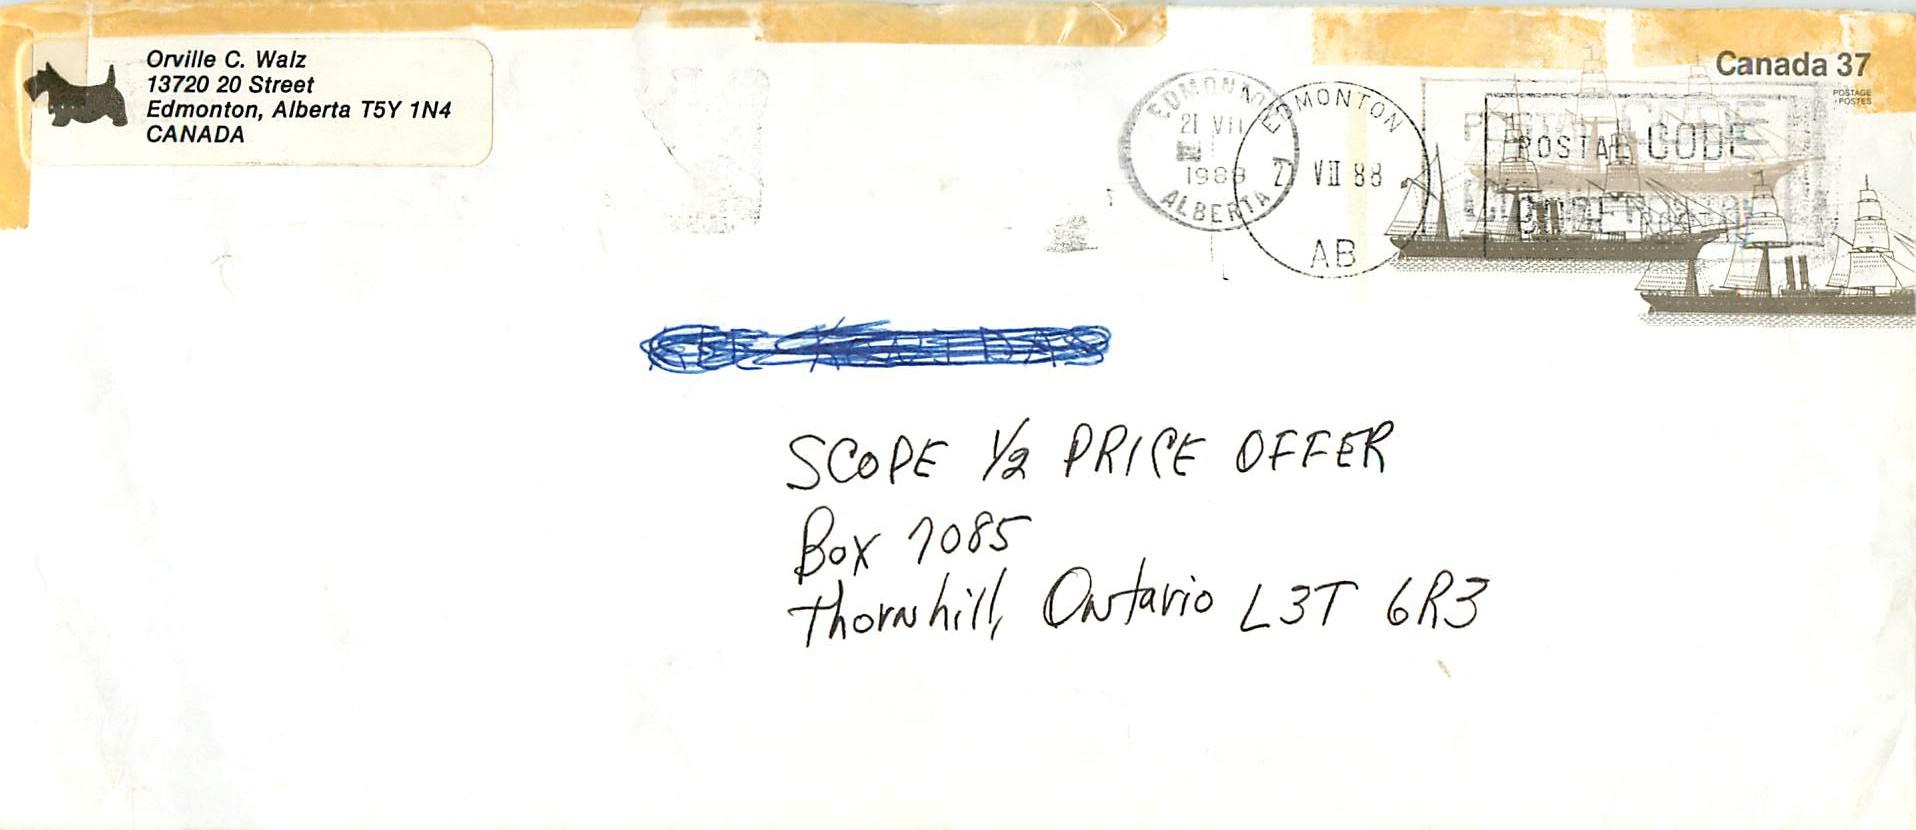 Orville C. Walz
13720 20 Street
Edmonton, Alberta T5Y 1N4
CANADA
Canada 37
POSTAGE
POSTES
EDMONTON
21 VII
1988
ALBERTA
EDMONTON
VII 88
AB
POSTAL CODE
SCOPE 1/2 PRICE OFFER
Box 7085
Thornhill, Ontario L3T 6R3